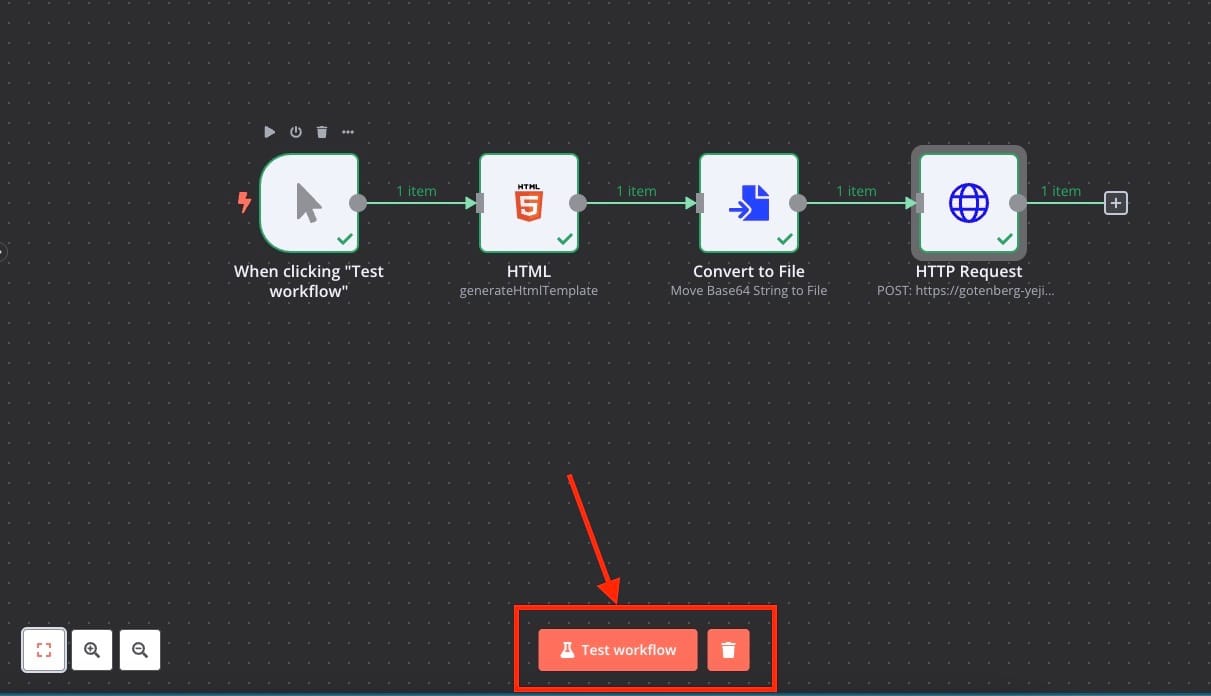 1 item
1 item
1 item
1 item
HTML
5
When clicking "Test
workflow"
HTML
generateHtmlTemplate
Convert to File
Move Base64 String to File
HTTP Request
POST: https://gotenberg-yeji...
Test workflow